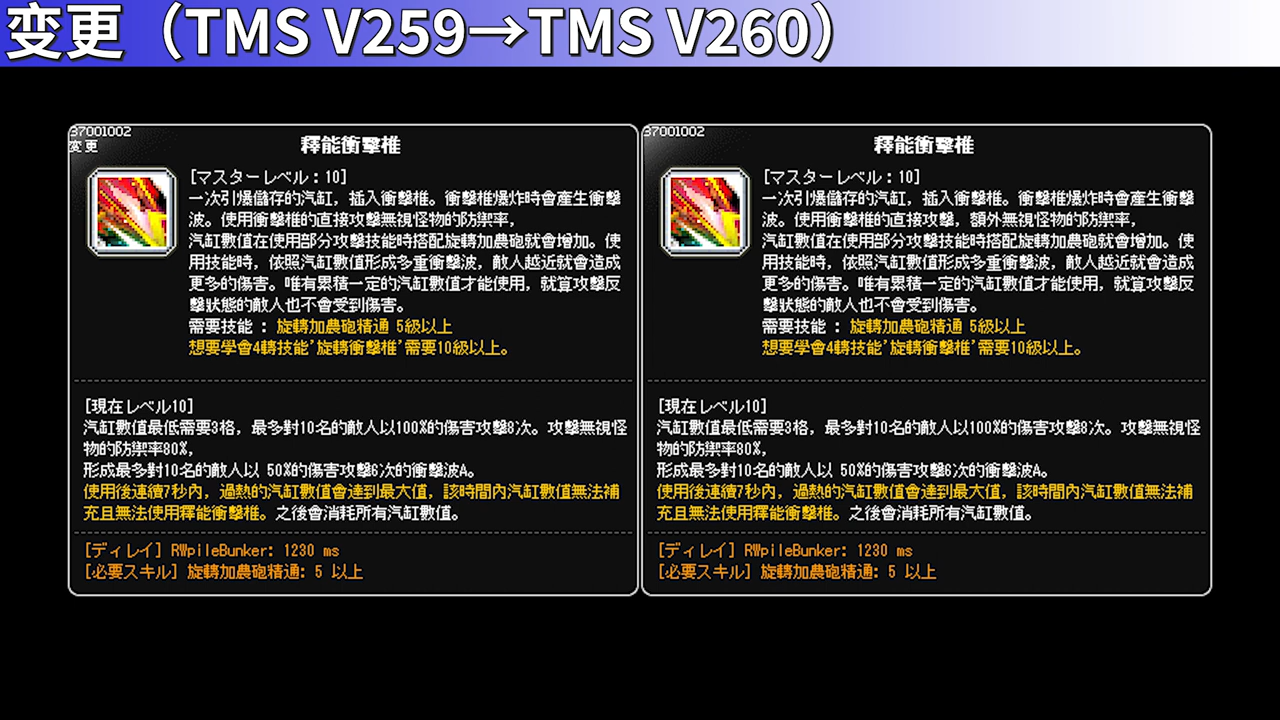 変更（TMS V259→TMS V260）
37001002
変更
釋能衝擊椎
[マスターレベル：10]
一次引爆儲存的汽缸，插入衝擊椎。衝擊椎爆炸時會產生衝擊
波。使用衝擊椎的直接攻擊無視怪物的防禦率，
汽缸數值在使用部分攻擊技能時搭配旋轉加農砲就會增加。使
用技能時，依照汽缸數值形成多重衝擊波，敵人越近就會造成
更多的傷害。唯有累積一定的汽缸數值才能使用，就算攻擊反
擊狀態的敵人也不會受到傷害。
需要技能 ： 旋轉加農砲精通 5級以上
想要學會4轉技能'旋轉衝擊椎'需要10級以上。
[現在レベル10]
汽缸數值最低需要3格，最多對10名的敵人以100%的傷害攻擊8次。攻擊無視怪
物的防禦率80%，
形成最多對10名的敵人以 50%的傷害攻擊6次的衝擊波A。
使用後連續7秒內，過熱的汽缸數值會達到最大值，該時間內汽缸數值無法補
充且無法使用釋能衝擊椎。之後會消耗所有汽缸數值。
[ディレイ] RWpileBunker: 1230 ms
[必要スキル] 旋轉加農砲精通: 5 以上
37001002
釋能衝擊椎
[マスターレベル：10]
一次引爆儲存的汽缸，插入衝擊椎。衝擊椎爆炸時會產生衝擊
波。使用衝擊椎的直接攻擊，額外無視怪物的防禦率，
汽缸數值在使用部分攻擊技能時搭配旋轉加農砲就會增加。使
用技能時，依照汽缸數值形成多重衝擊波，敵人越近就會造成
更多的傷害。唯有累積一定的汽缸數值才能使用，就算攻擊反
擊狀態的敵人也不會受到傷害。
需要技能 ： 旋轉加農砲精通 5級以上
想要學會4轉技能'旋轉衝擊椎'需要10級以上。
[現在レベル10]
汽缸數值最低需要3格，最多對10名的敵人以100%的傷害攻擊8次。攻擊無視怪
物的防禦率80%，
形成最多對10名的敵人以 50%的傷害攻擊6次的衝擊波A。
使用後連續7秒內，過熱的汽缸數值會達到最大值，該時間內汽缸數值無法補
充且無法使用釋能衝擊椎。之後會消耗所有汽缸數值。
[ディレイ] RWpileBunker: 1230 ms
[必要スキル] 旋轉加農砲精通: 5 以上